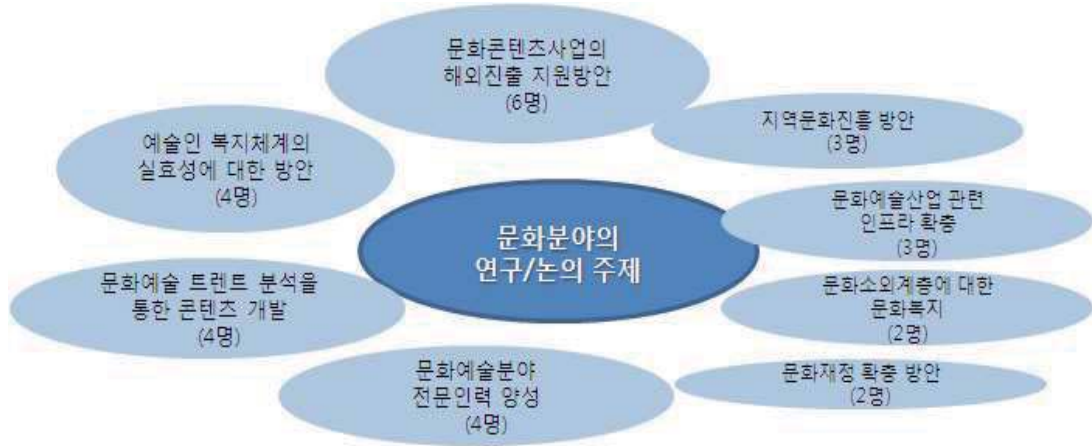 문화콘텐츠사업의
해외진출 지원방안
(6명)
지역문화진흥 방안
(3명)
예술인 복지체계의
실효성에 대한 방안
(4명)
문화예술산업 관련
인프라 확충
(3명)
문화분야의
연구/논의 주제
문화예술 트렌트 분석을
통한 콘텐츠 개발
(4명)
문화소외계층에 대한
문화복지
(2명)
문화예술분야
전문인력 양성
(4명)
문화재정 확충 방안
(2명)